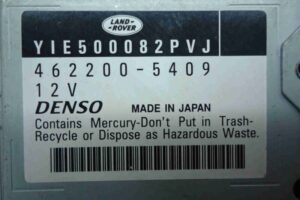 LAND-
ROVER
YIE500082PVJ
462200-5409
12V
DENSO MADE IN JAPAN
Contains Mercury-Don't Put in Trash-
Recycle or Dispose as Hazardous Waste.